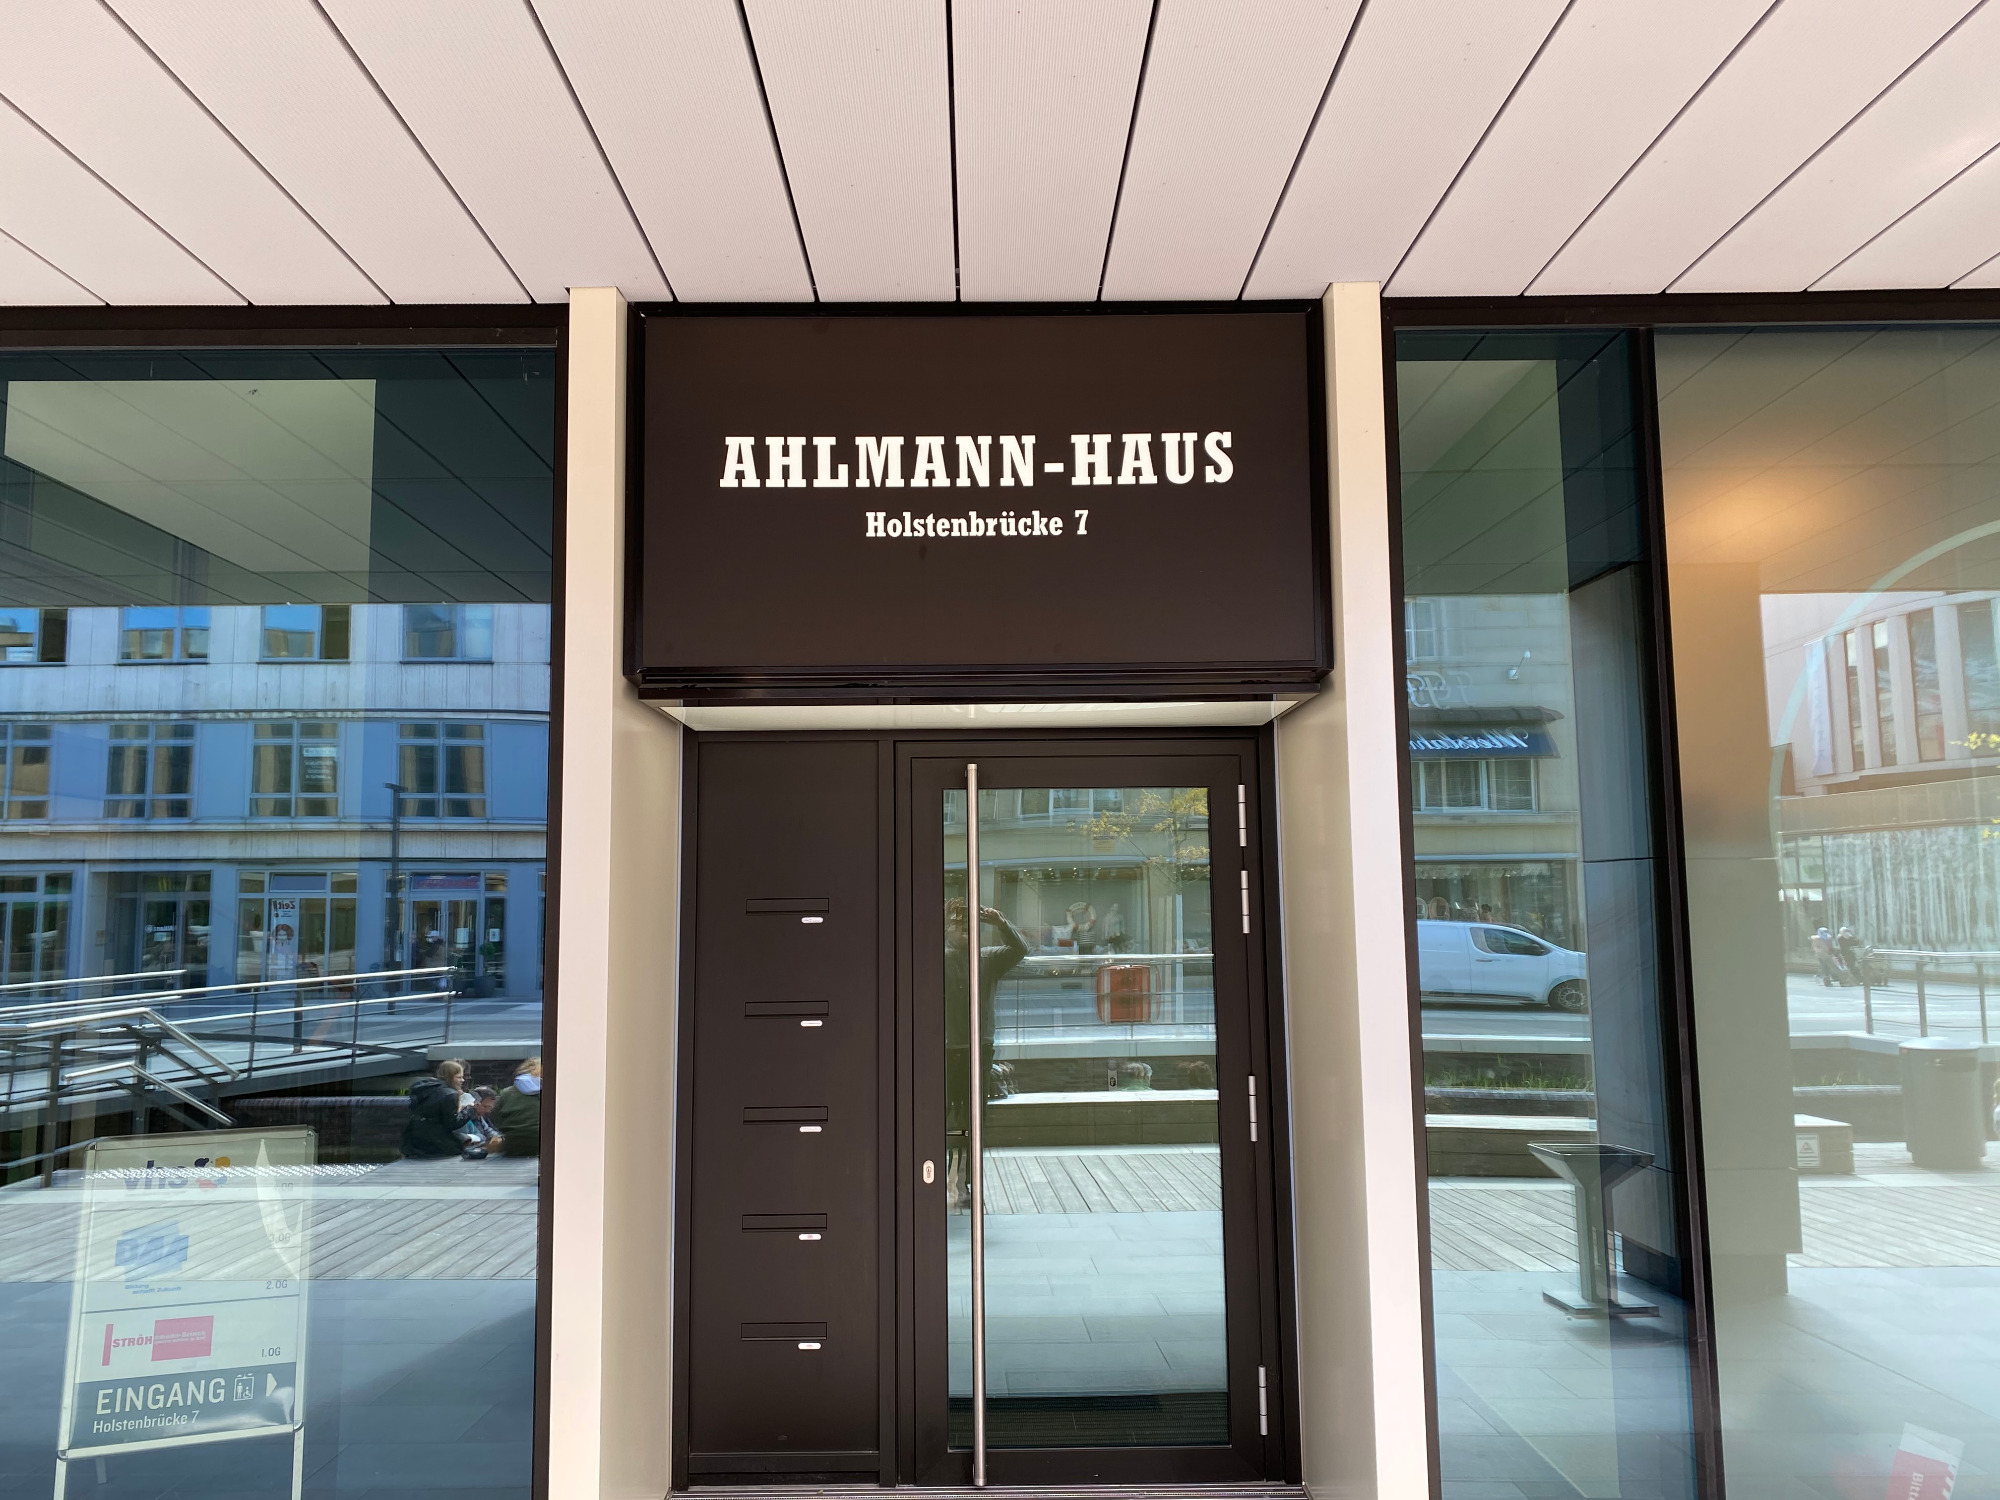 AHLMANN-HAUS
Holstenbrücke 7
vhs
2.OG
STRÖH
1.OG
EINGANG
Holstenbrücke 7